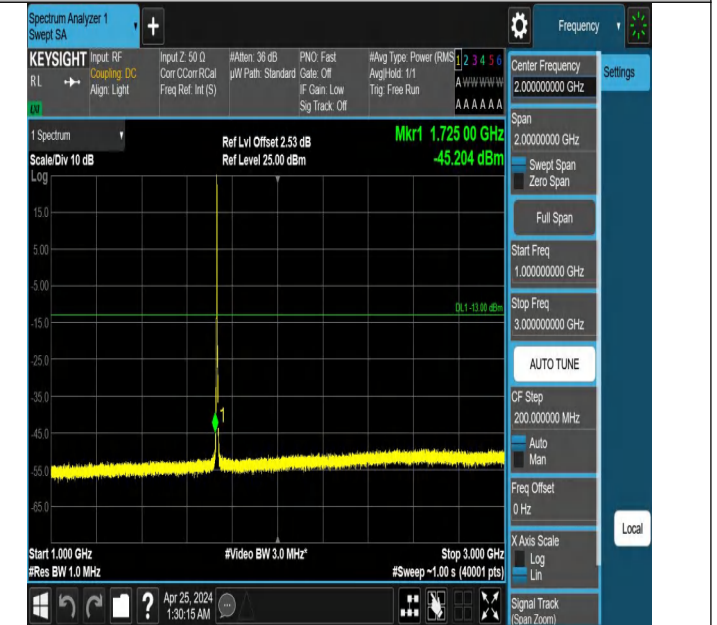 Spectrum Analyzer 1
Swept SA
+
Frequency
KEYSIGHT
RL
Input: RF
Coupling: DC
Align: Light
Input Z: 50 Ω
Corr CCorr RCal
Freq Ref: Int (S)
#Atten: 36 dB
µW Path: Standard
PNO: Fast
Gate: Off
IF Gain: Low
Sig Track: Off
#Avg Type: Power (RMS
Avg|Hold: 1/1
Trig: Free Run
1 2 3 4 5 6
A W W W W W
A A A A A A
1 Spectrum
Scale/Div 10 dB
Log
Ref Lvl Offset 2.53 dB
Ref Level 25.00 dBm
Mkr1 1.725 00 GHz
-45.204 dBm
15.0
5.00
-5.00
DL1 -13.00 dBm
-15.0
-25.0
-35.0
1
-45.0
-55.0
-65.0
Start 1.000 GHz
#Res BW 1.0 MHz
#Video BW 3.0 MHz*
Stop 3.000 GHz
#Sweep ~1.00 s (40001 pts)
?
Apr 25, 2024
1:30:15 AM
Center Frequency
2.000000000 GHz
Settings
Span
2.00000000 GHz
Swept Span
Zero Span
Full Span
Start Freq
1.000000000 GHz
Stop Freq
3.000000000 GHz
AUTO TUNE
CF Step
200.000000 MHz
Auto
Man
Freq Offset
0 Hz
X Axis Scale
Log
Lin
Local
Signal Track
(Span Zoom)